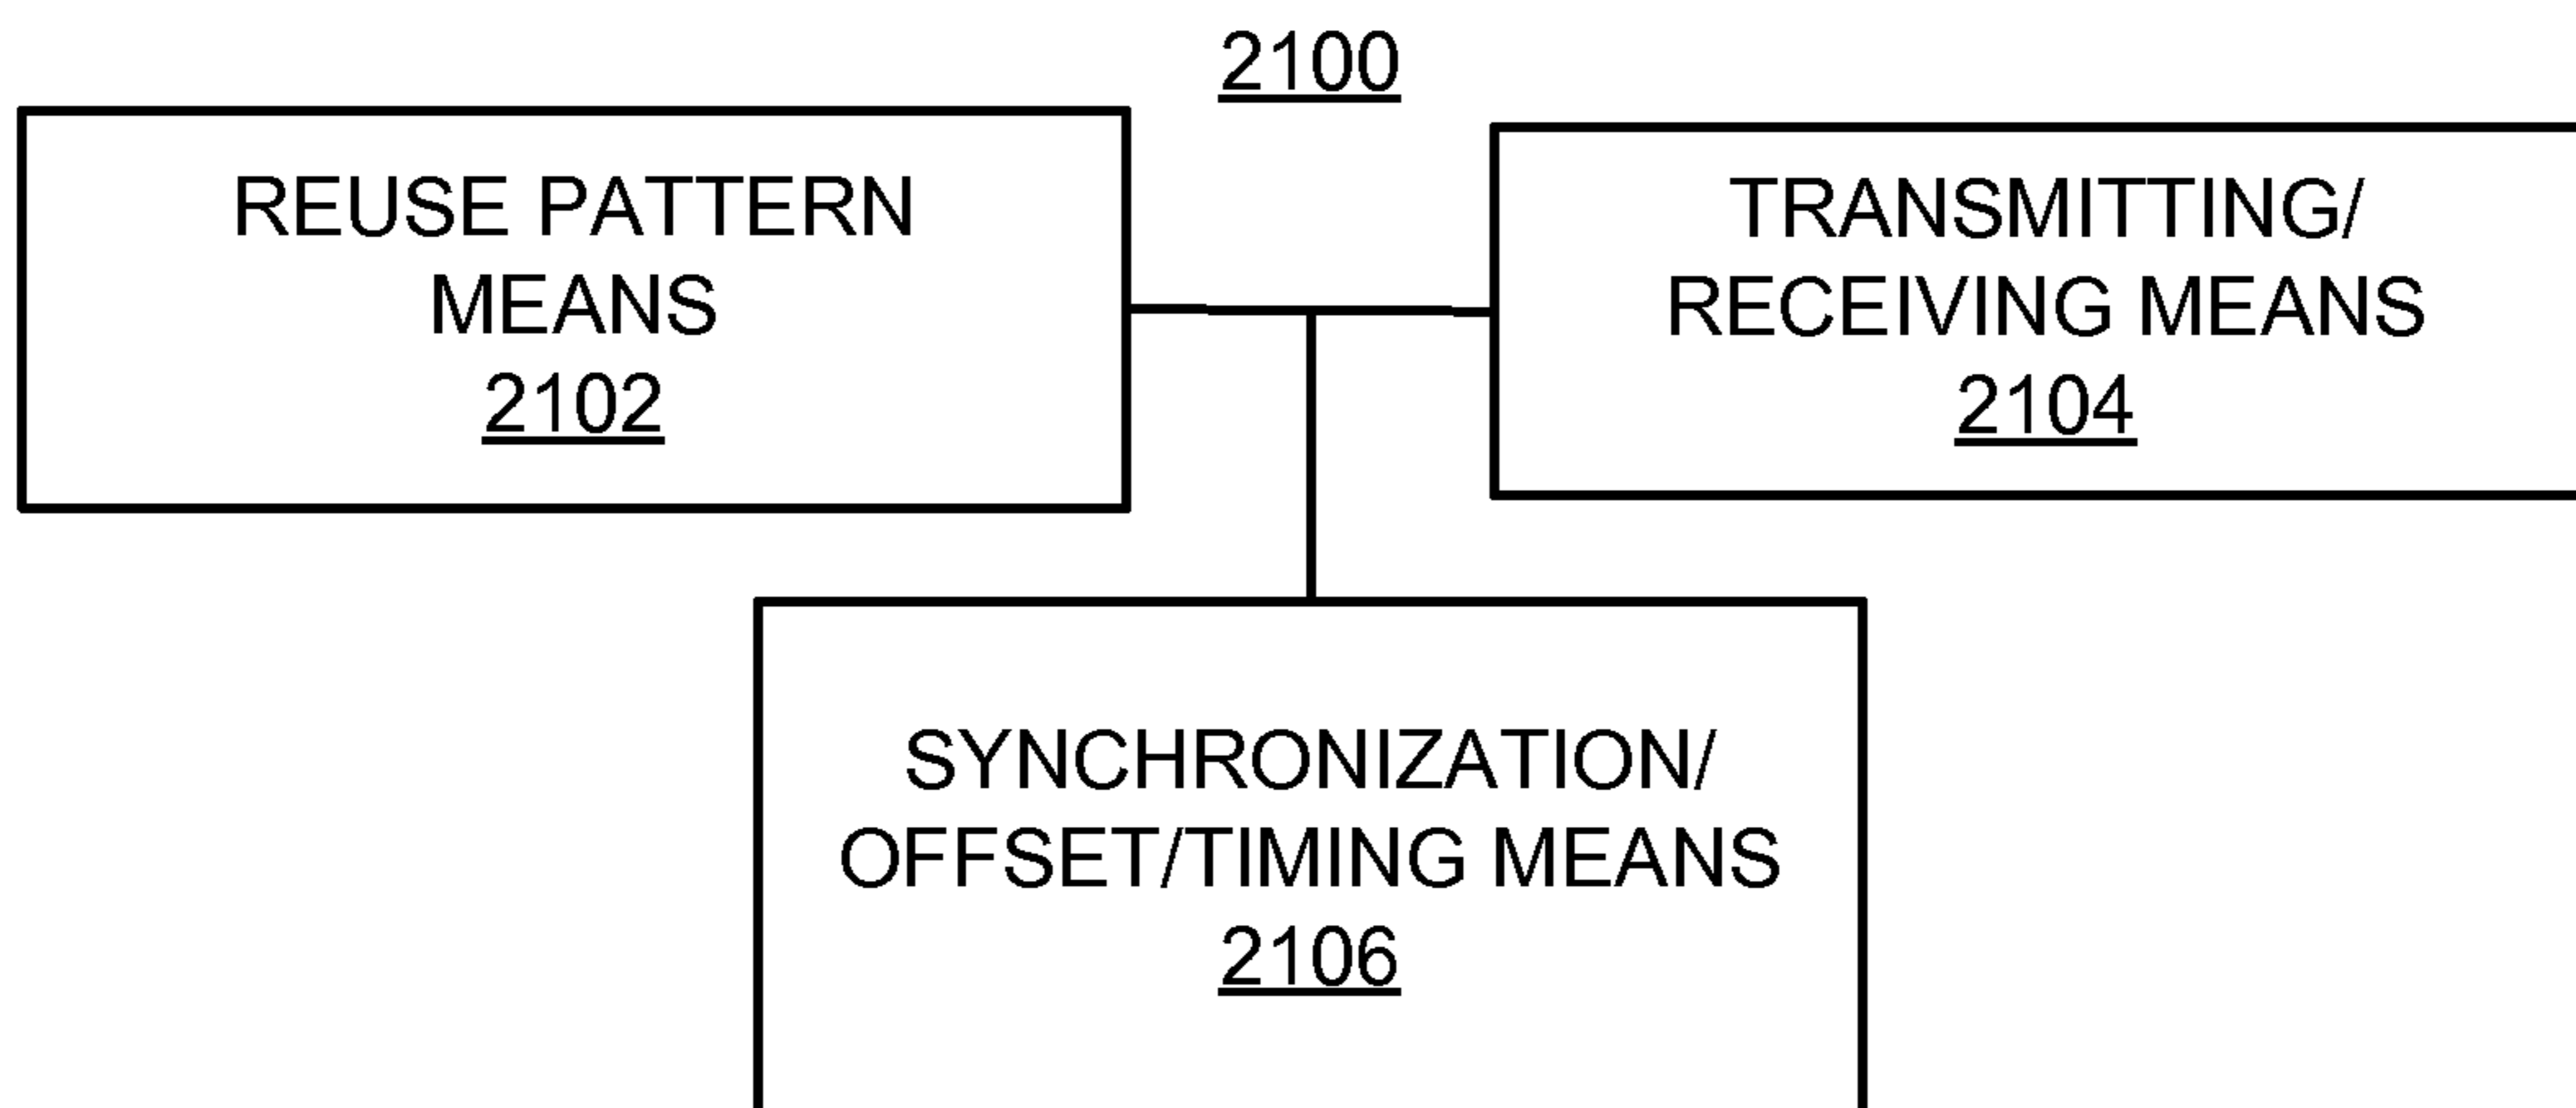 2100
REUSE PATTERN
MEANS
2102
TRANSMITTING/
RECEIVING MEANS
2104
SYNCHRONIZATION/
OFFSET/TIMING MEANS
2106